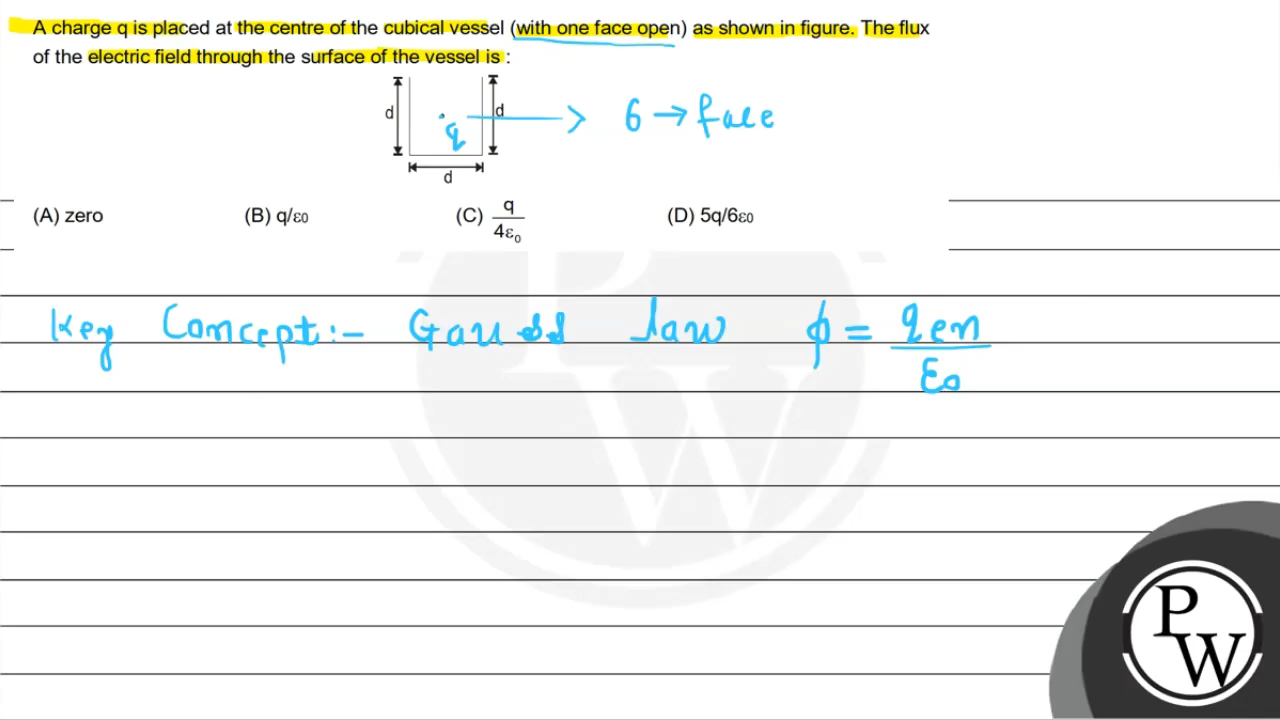 A charge q is placed at the centre of the cubical vessel (with one face open) as shown in figure. The flux
of the electric field through the surface of the vessel is :
d d
q
6 → face
d
(A) zero (B) q/ε0 (C) q/4ε₀ (D) 5q/6ε0
Key Concept:- Gauss law ϕ = qen/ε0
PW
PW